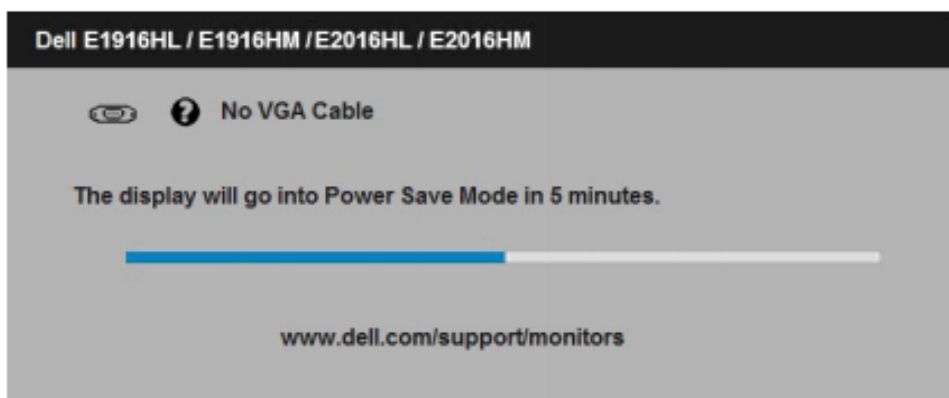 Dell E1916HL / E1916HM / E2016HL / E2016HM
No VGA Cable
The display will go into Power Save Mode in 5 minutes.
www.dell.com/support/monitors